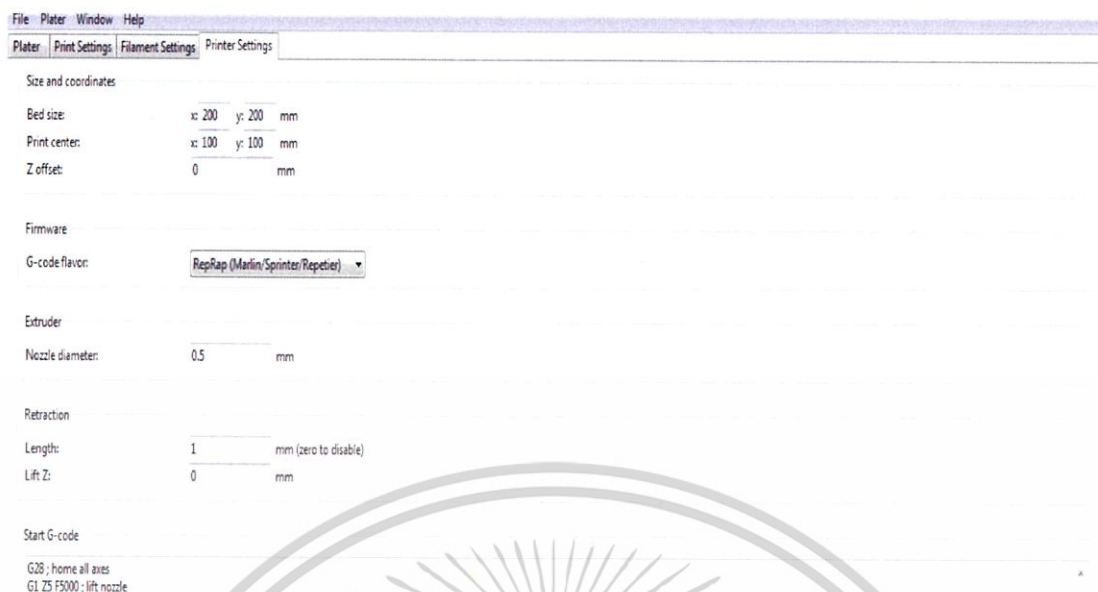 File Plater Window Help
Plater Print Settings Filament Settings Printer Settings
Size and coordinates
Bed size: x: 200 y: 200 mm
Print center: x: 100 y: 100 mm
Z offset: 0 mm
Firmware
G-code flavor: RepRap (Marlin/Sprinter/Repetier)
Extruder
Nozzle diameter: 0.5 mm
Retraction
Length: 1 mm (zero to disable)
Lift Z: 0 mm
Start G-code
G28 ; home all axes
G1 Z5 F5000 ; lift nozzle